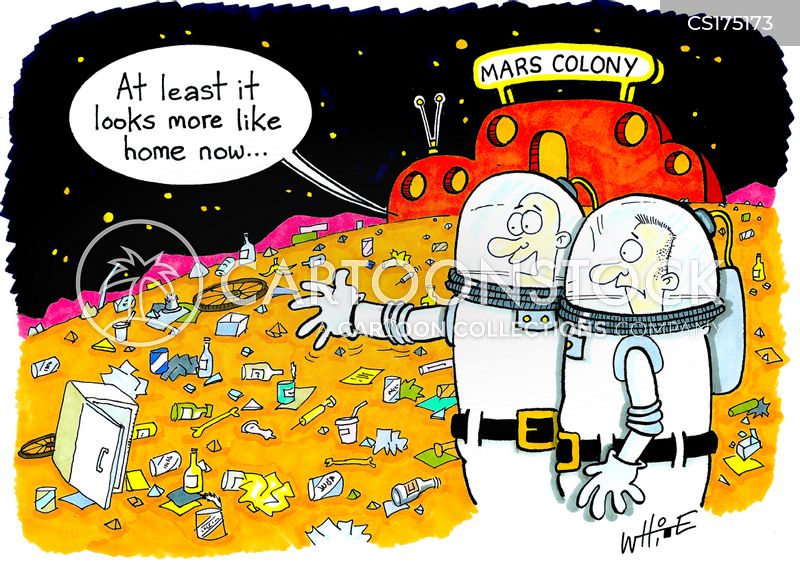 CS175173
MARS COLONY
At least it
looks more like
home now...
CARTOONSTOCK
CARTOON COLLECTIONS COMPANY
WHITE